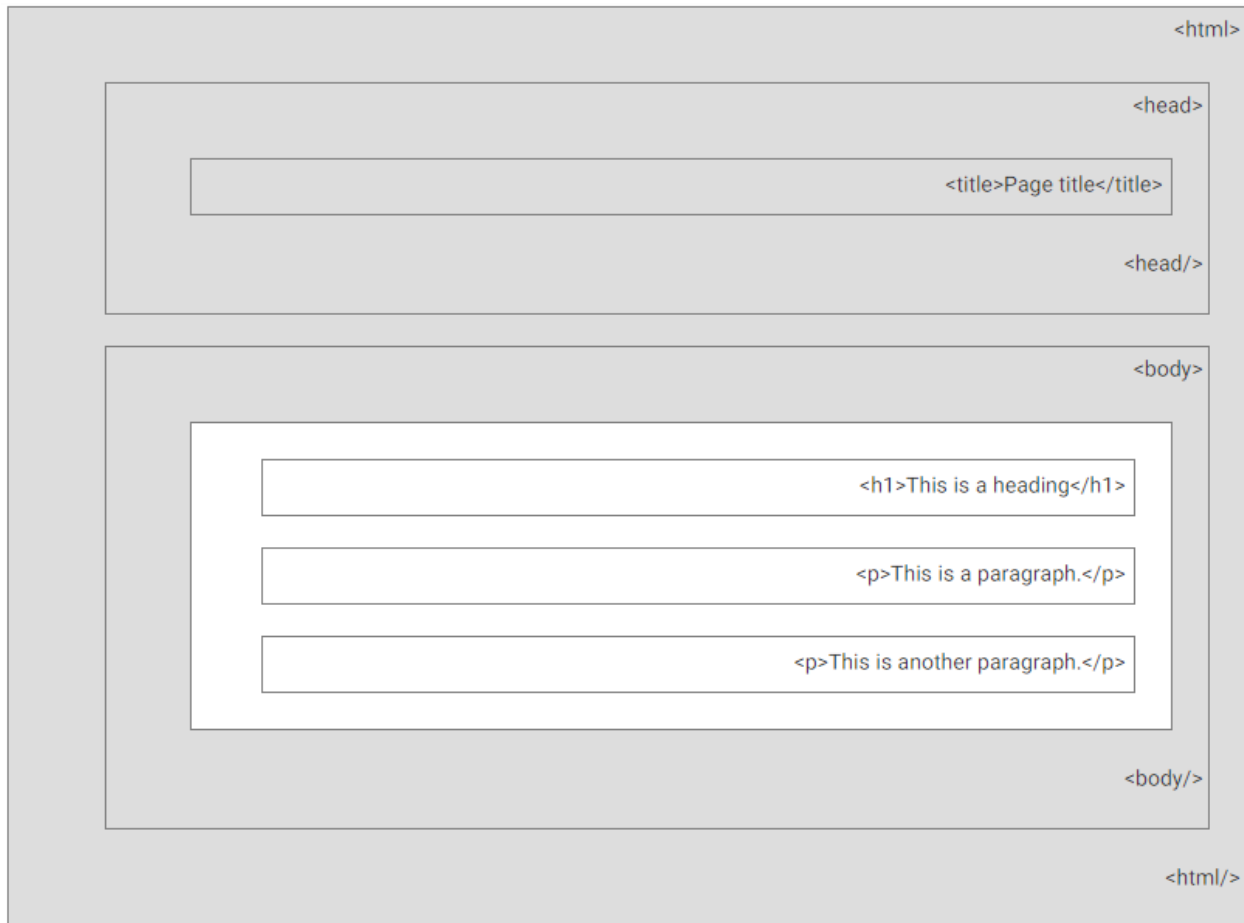 <html>
<head>
<title>Page title</title>
<head/>
<body>
<h1>This is a heading</h1>
<p>This is a paragraph.</p>
<p>This is another paragraph.</p>
<body/>
<html/>